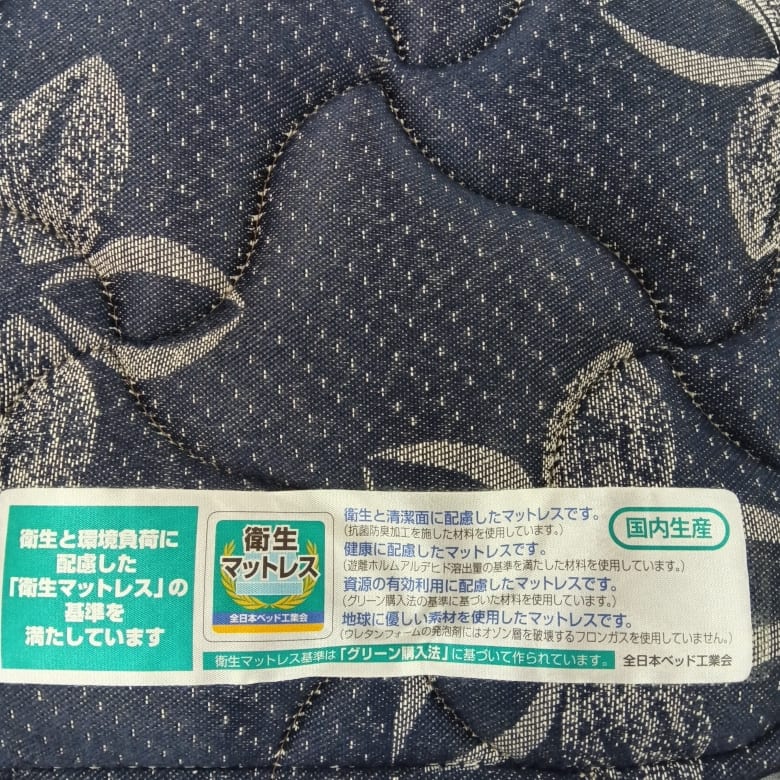 衛生と環境負荷に
配慮した
「衛生マットレス」の
基準を
満たしています
衛生
マットレス
全日本ベッド工業会
衛生と清潔面に配慮したマットレスです。
(抗菌防臭加工を施した材料を使用しています。)
健康に配慮したマットレスです。
(遊離ホルムアルデヒド溶出量の基準を満たした材料を使用しています。)
資源の有効利用に配慮したマットレスです。
(グリーン購入法の基準に基づいた材料を使用しています。)
地球に優しい素材を使用したマットレスです。
(ウレタンフォームの発泡剤にはオゾン層を破壊するフロンガスを使用していません。)
国内生産
衛生マットレス基準は「グリーン購入法」に基づいて作られています。
全日本ベッド工業会